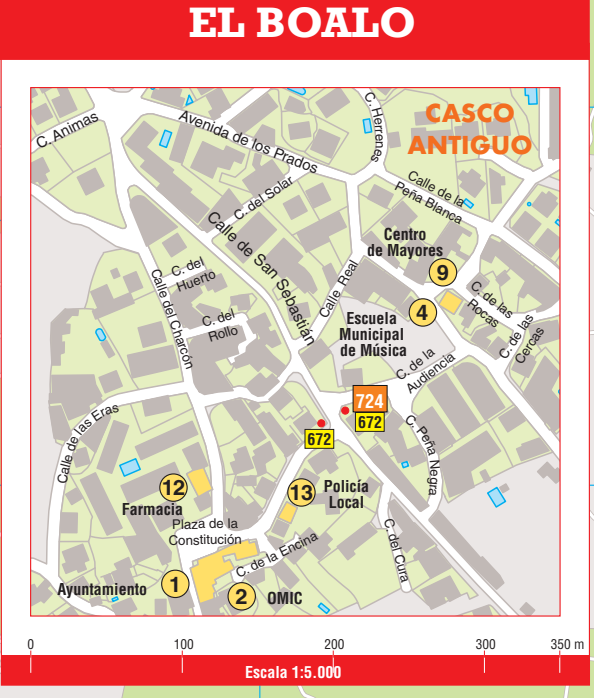 EL BOALO
CASCO
ANTIGUO
C. Animas
Avenida de los Prados
C. Herrenes
Calle de la
Peña Blanca
C. del Solar
Calle de San Sebastián
Centro
de Mayores
9
C. del
Huerto
Calle Real
C. de las
Rocas
Calle del Charcón
C. del
Rollo
Escuela
Municipal
de Música
4
C. de las
Cercas
C. de la
Audiencia
724
672
672
Calle de las Eras
C. Peña Negra
12
Farmacia
13
Policía
Local
Plaza de la
Constitución
C. de la Encina
C. del Cura
Ayuntamiento
1
2
OMIC
0 100 200 300 350 m
Escala 1:5.000